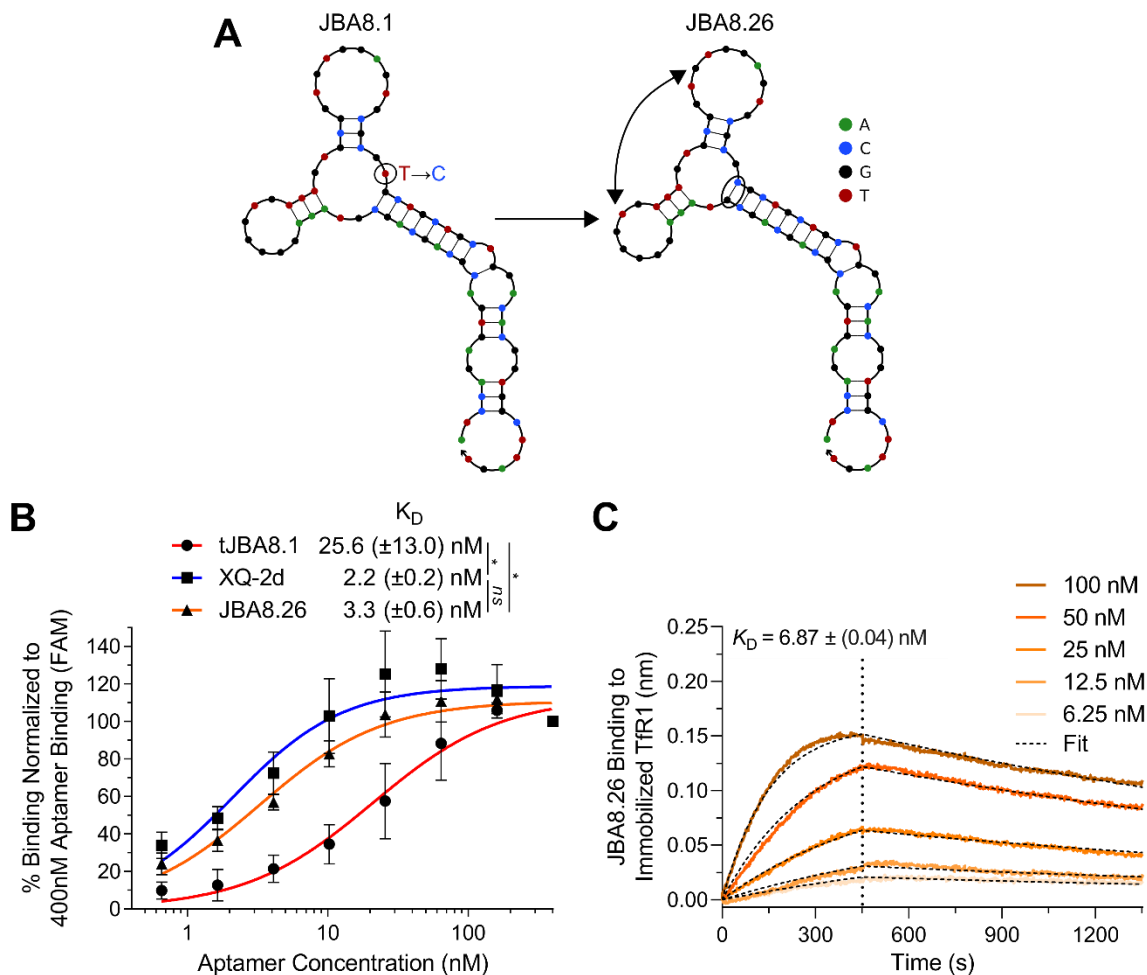 A
JBA8.1
JBA8.26
T→C
A
C
G
T
B
K_D
tJBA8.1 25.6 (±13.0) nM
XQ-2d 2.2 (±0.2) nM
JBA8.26 3.3 (±0.6) nM
* ns *
% Binding Normalized to
400nM Aptamer Binding (FAM)
140
120
100
80
60
40
20
0
1 10 100
Aptamer Concentration (nM)
C
100 nM
50 nM
25 nM
12.5 nM
6.25 nM
Fit
K_D = 6.87 ± (0.04) nM
JBA8.26 Binding to
Immobilized TfR1 (nm)
0.25
0.20
0.15
0.10
0.05
0.00
0 300 600 900 1200
Time (s)